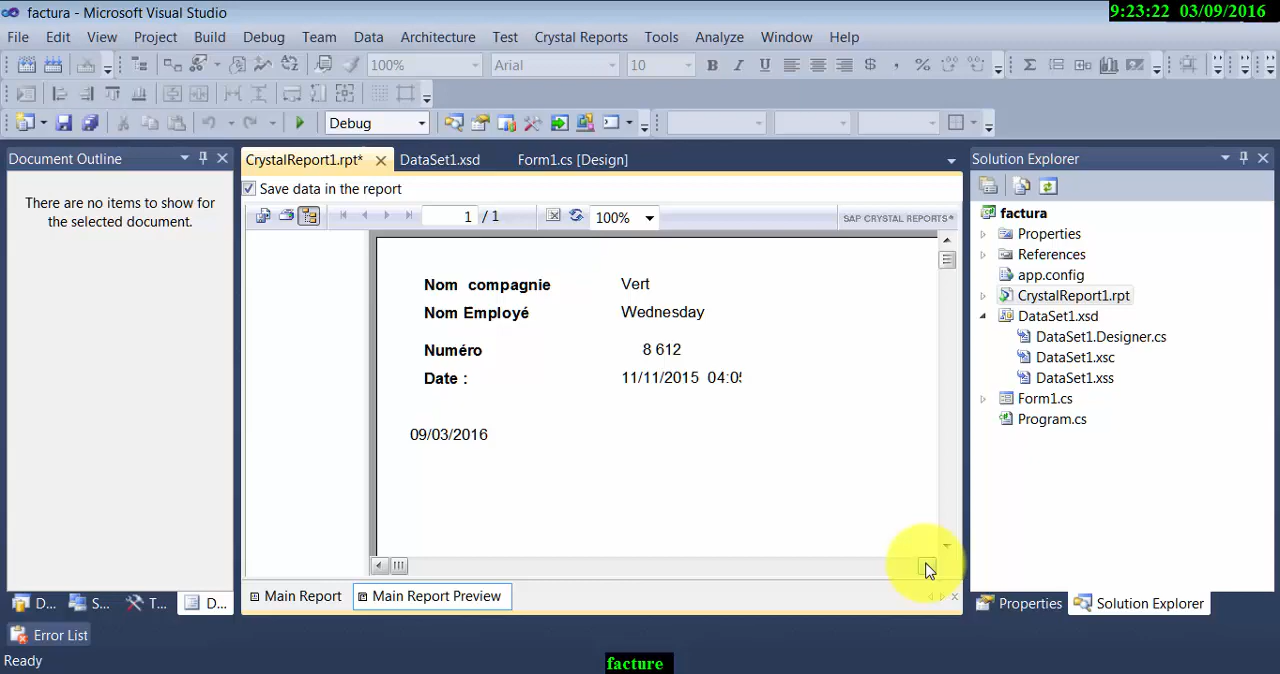 factura - Microsoft Visual Studio
9:23:22 03/09/2016
File Edit View Project Build Debug Team Data Architecture Test Crystal Reports Tools Analyze Window Help
100% Arial 10 B I U $ , % Σ
Debug
Document Outline
CrystalReport1.rpt* DataSet1.xsd Form1.cs [Design]
Solution Explorer
There are no items to show for
the selected document.
Save data in the report
1 / 1 100% SAP CRYSTAL REPORTS®
Nom compagnie Vert
Nom Employé Wednesday
Numéro 8 612
Date : 11/11/2015 04:05
09/03/2016
factura
Properties
References
app.config
CrystalReport1.rpt
DataSet1.xsd
DataSet1.Designer.cs
DataSet1.xsc
DataSet1.xss
Form1.cs
Program.cs
Main Report Main Report Preview
D... S... T... D...
Properties Solution Explorer
Error List
Ready
facture